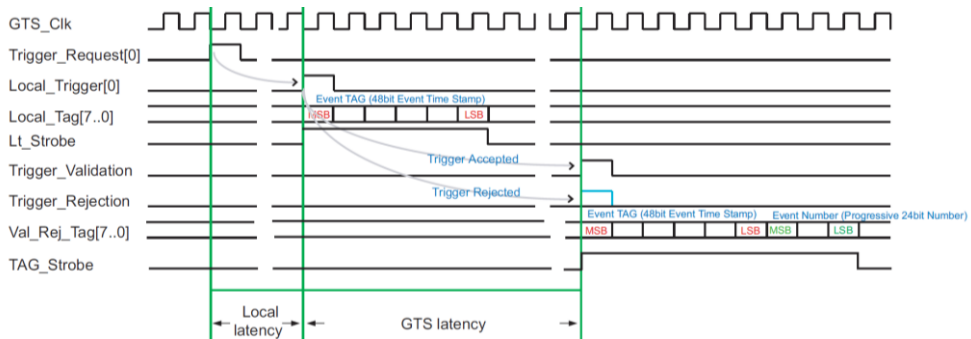 GTS_Clk
Trigger_Request[0]
Local_Trigger[0]
Event TAG (48bit Event Time Stamp)
Local_Tag[7..0]
MSB LSB
Lt_Strobe
Trigger Accepted
Trigger_Validation
Trigger Rejected
Trigger_Rejection
Event TAG (48bit Event Time Stamp) Event Number (Progressive 24bit Number)
Val_Rej_Tag[7..0] MSB LSB MSB LSB
TAG_Strobe
Local latency
GTS latency